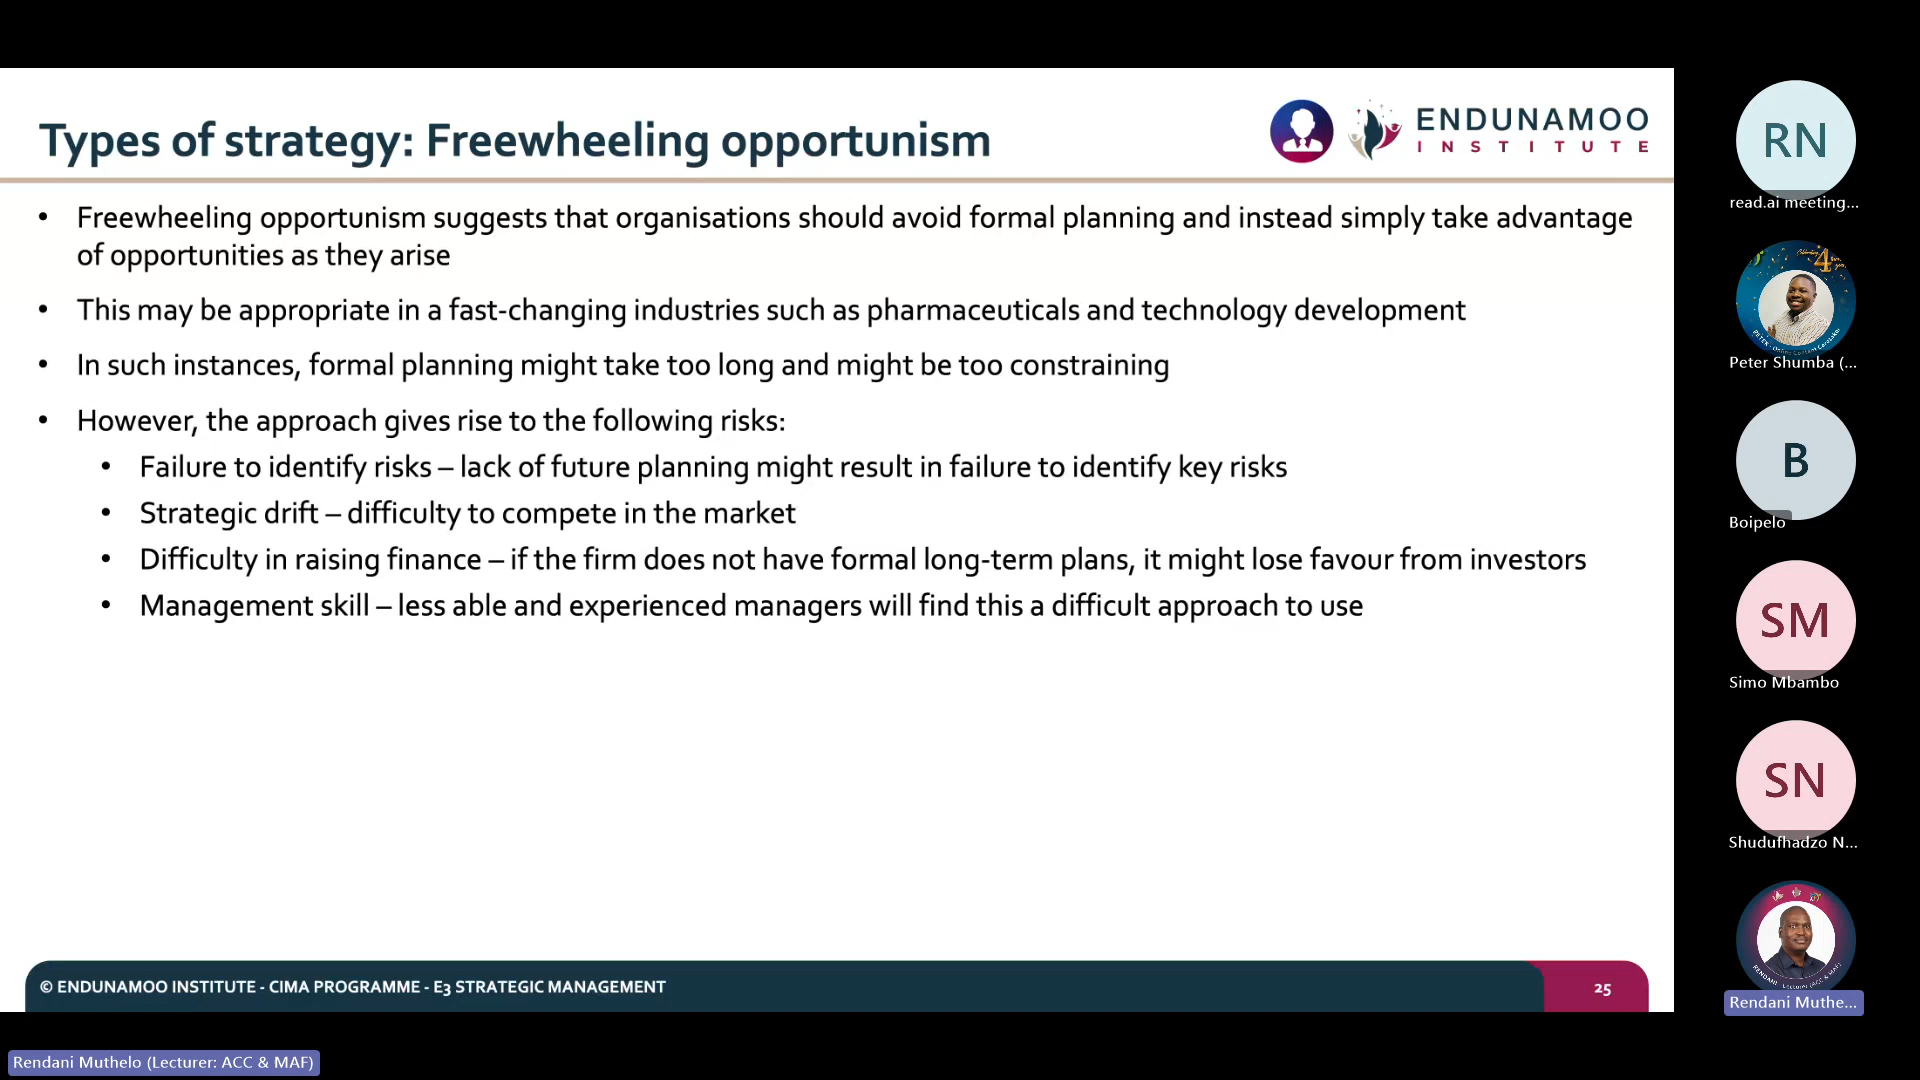 Types of strategy: Freewheeling opportunism
ENDUNAMOO
INSTITUTE
• Freewheeling opportunism suggests that organisations should avoid formal planning and instead simply take advantage
of opportunities as they arise
• This may be appropriate in a fast-changing industries such as pharmaceuticals and technology development
• In such instances, formal planning might take too long and might be too constraining
• However, the approach gives rise to the following risks:
• Failure to identify risks – lack of future planning might result in failure to identify key risks
• Strategic drift – difficulty to compete in the market
• Difficulty in raising finance – if the firm does not have formal long-term plans, it might lose favour from investors
• Management skill – less able and experienced managers will find this a difficult approach to use
© ENDUNAMOO INSTITUTE - CIMA PROGRAMME - E3 STRATEGIC MANAGEMENT
25
RN
read.ai meeting...
4
Peter Shumba (...
B
Boipelo
SM
Simo Mbambo
SN
Shudufhadzo N...
Rendani Muthe...
Rendani Muthelo (Lecturer: ACC & MAF)